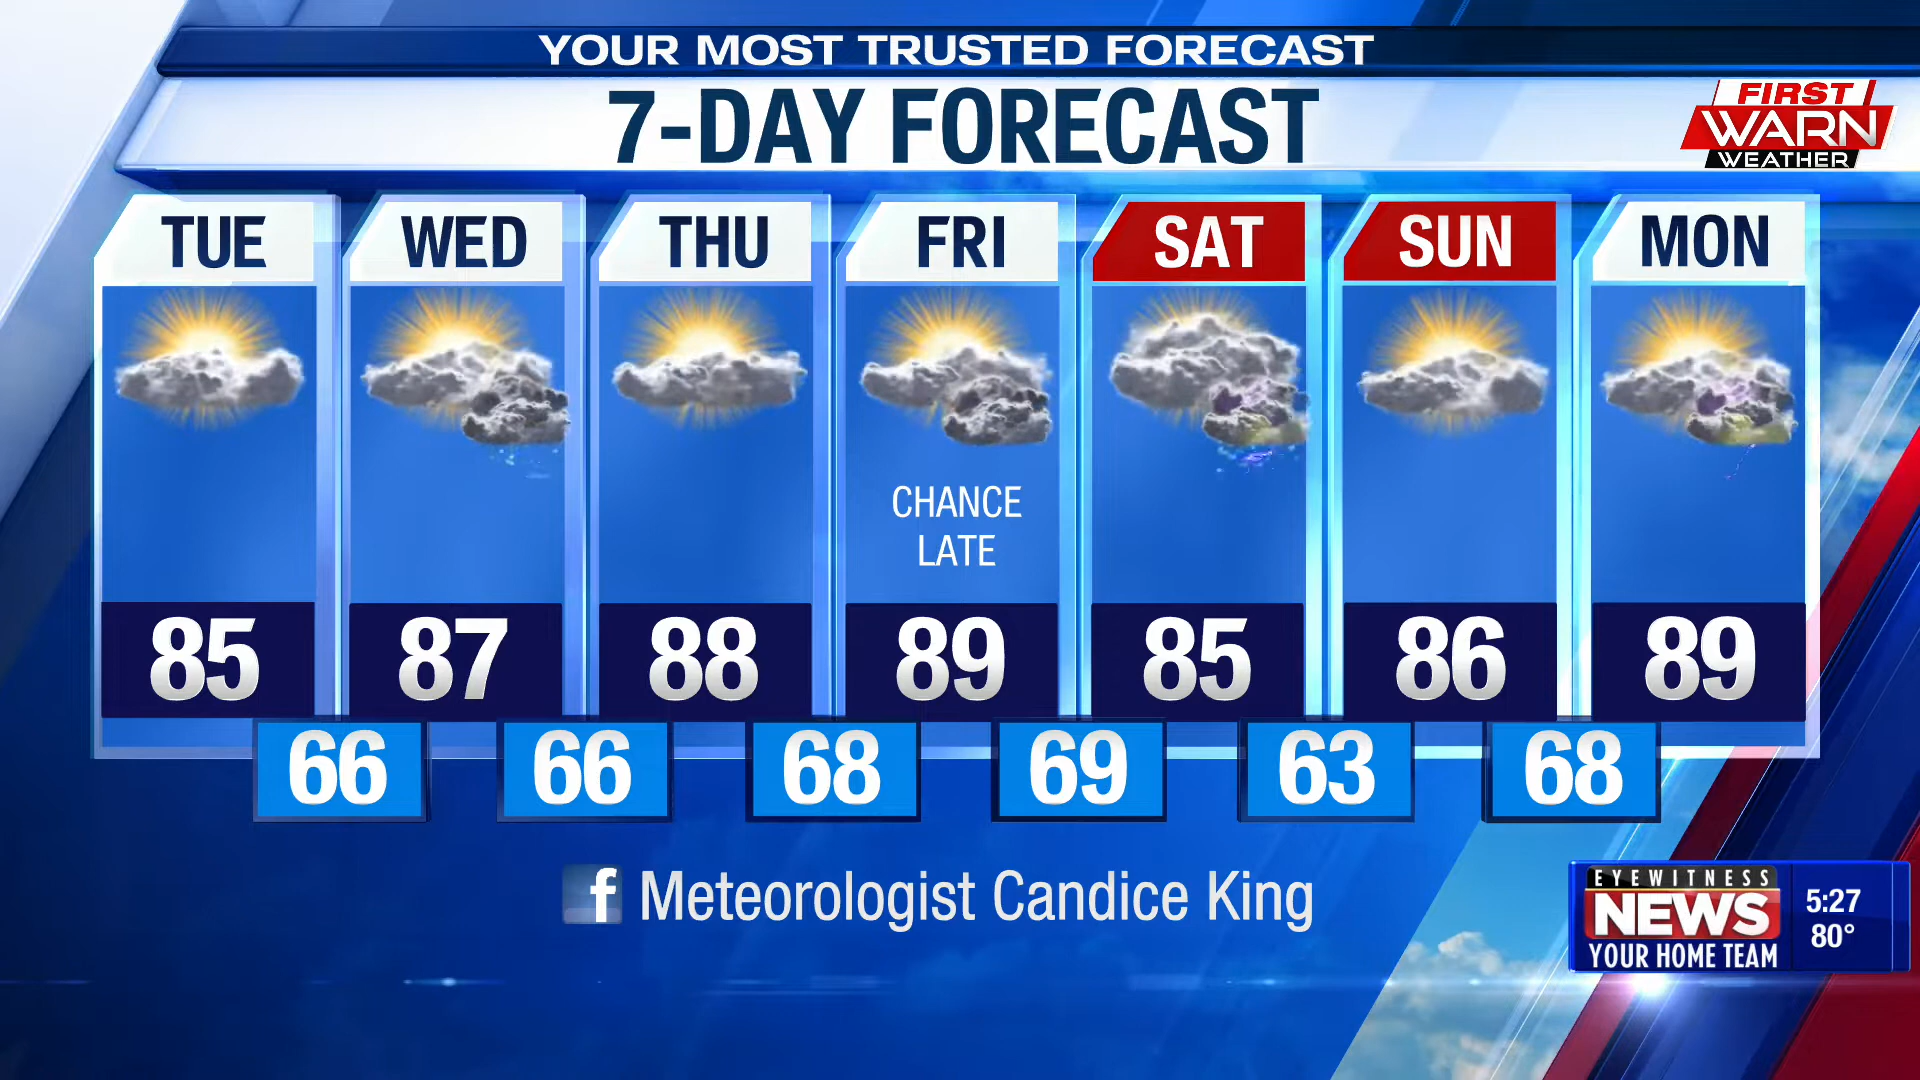 YOUR MOST TRUSTED FORECAST
7-DAY FORECAST
FIRST
WARN
WEATHER
TUE WED THU FRI SAT SUN MON
CHANCE
LATE
85 87 88 89 85 86 89
66 66 68 69 63 68
f Meteorologist Candice King
EYEWITNESS
NEWS
YOUR HOME TEAM
5:27
80°